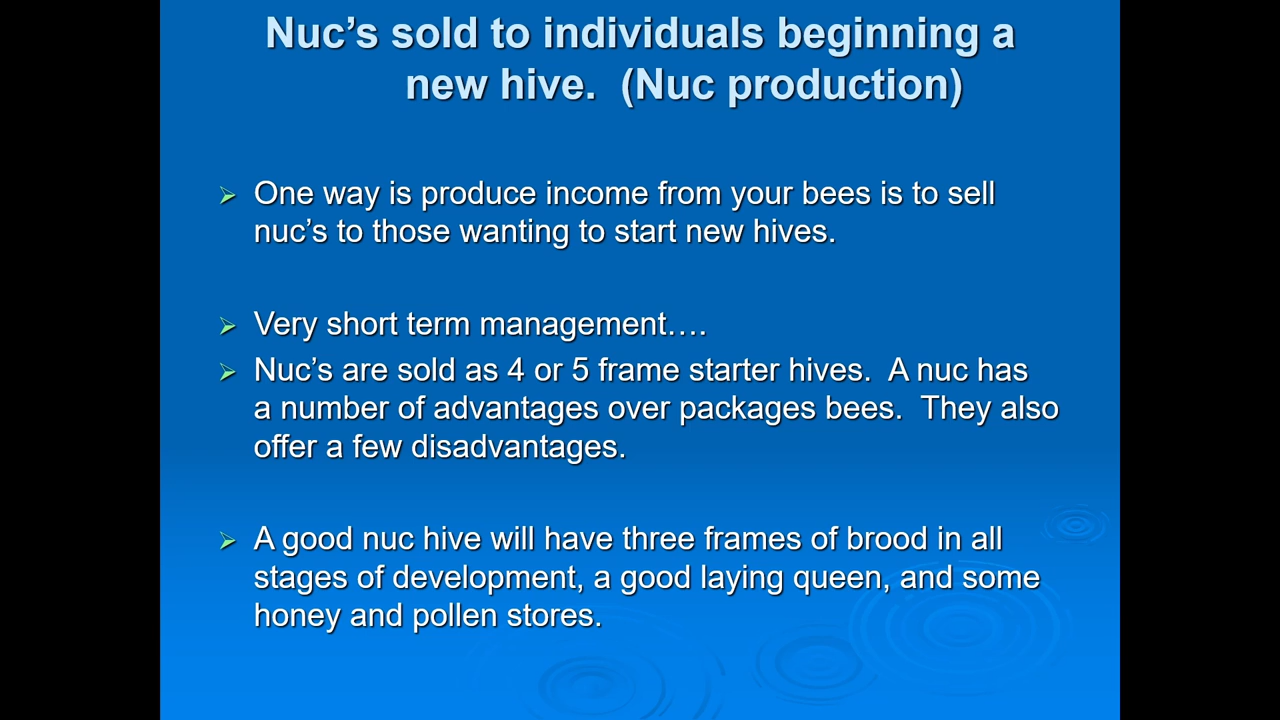 Nuc’s sold to individuals beginning a
new hive.  (Nuc production)
One way is produce income from your bees is to sell
nuc’s to those wanting to start new hives.
Very short term management….
Nuc’s are sold as 4 or 5 frame starter hives.  A nuc has
a number of advantages over packages bees.  They also
offer a few disadvantages.
A good nuc hive will have three frames of brood in all
stages of development, a good laying queen, and some
honey and pollen stores.